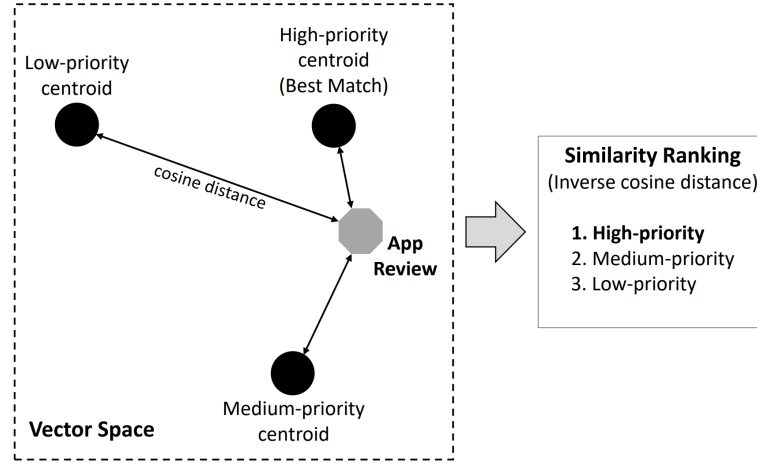 Low-priority
centroid
High-priority
centroid
(Best Match)
cosine distance
App
Review
Medium-priority
centroid
Vector Space
Similarity Ranking
(Inverse cosine distance)
1. High-priority
2. Medium-priority
3. Low-priority